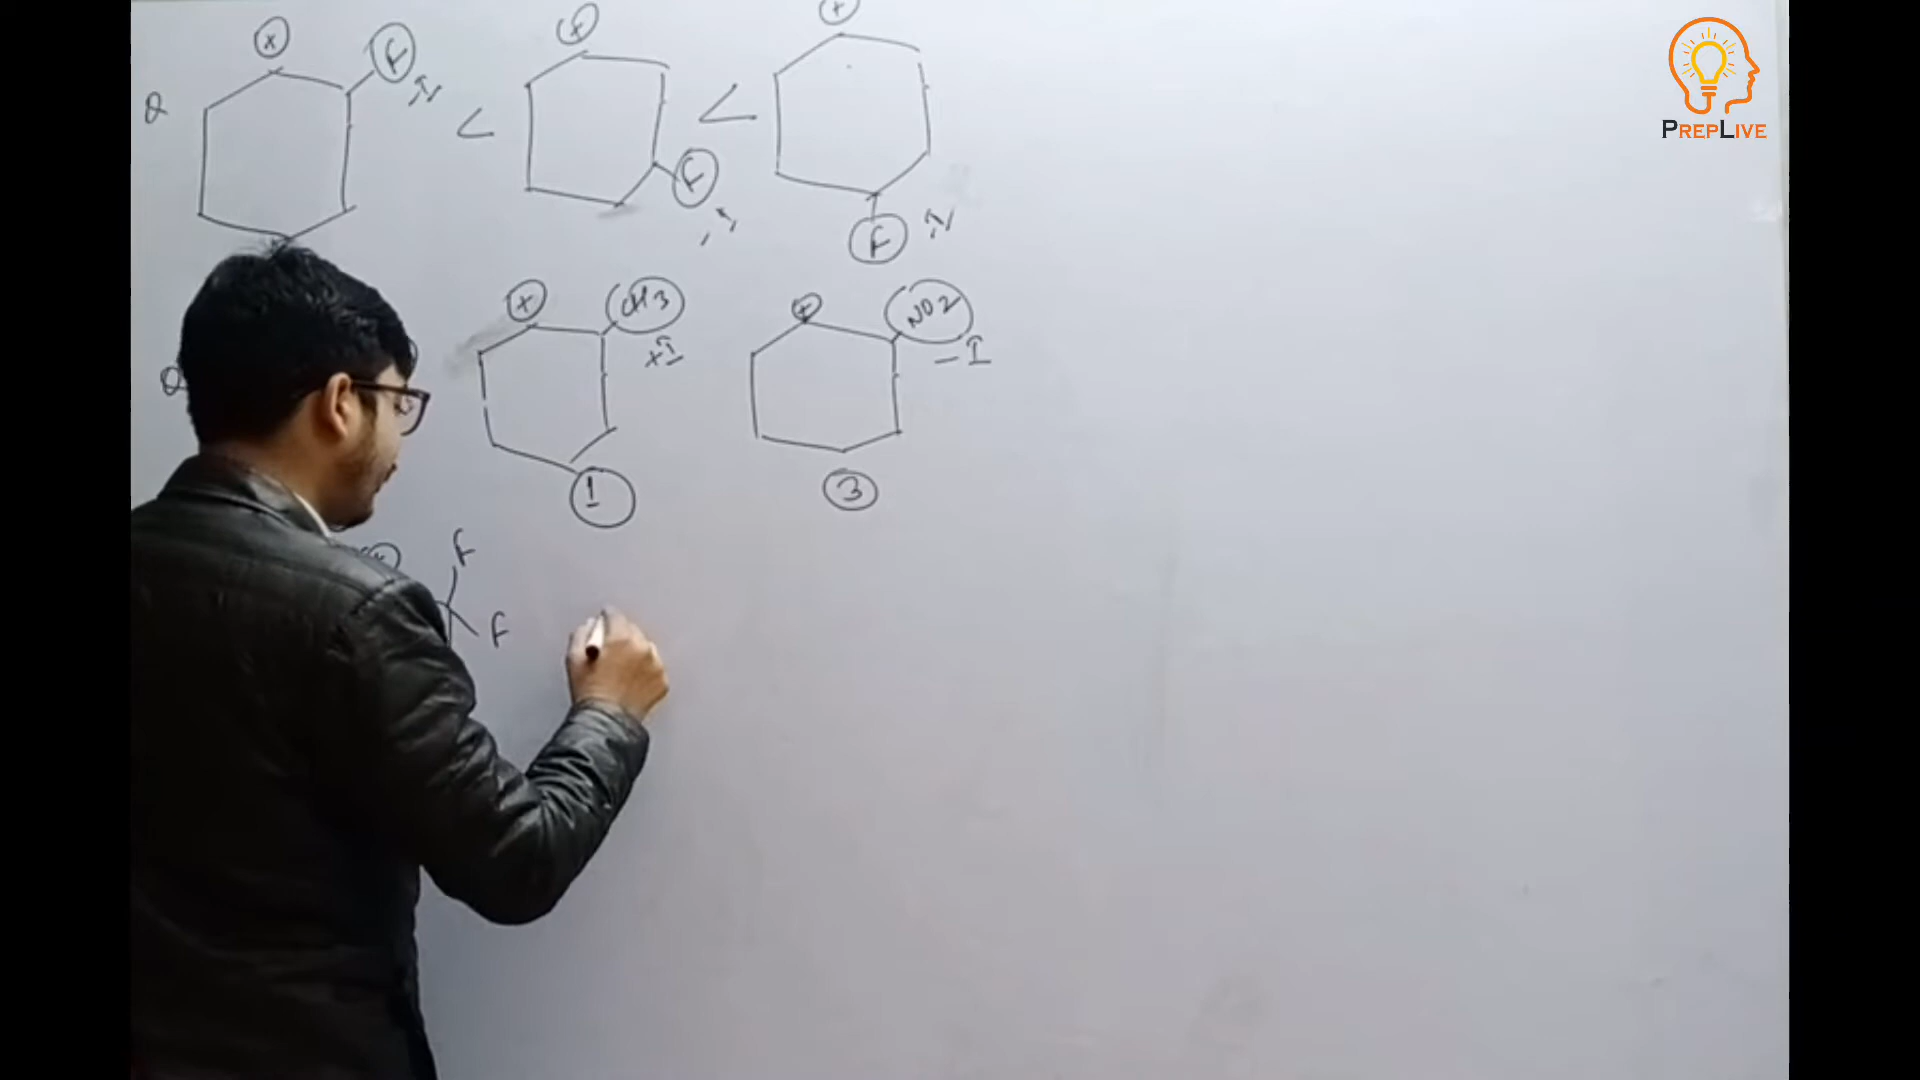 PREPLIVE
Q + F < + F < + F
-I -I -I
Q + CH3 + NO2
+I -I
1 3
+ F
F